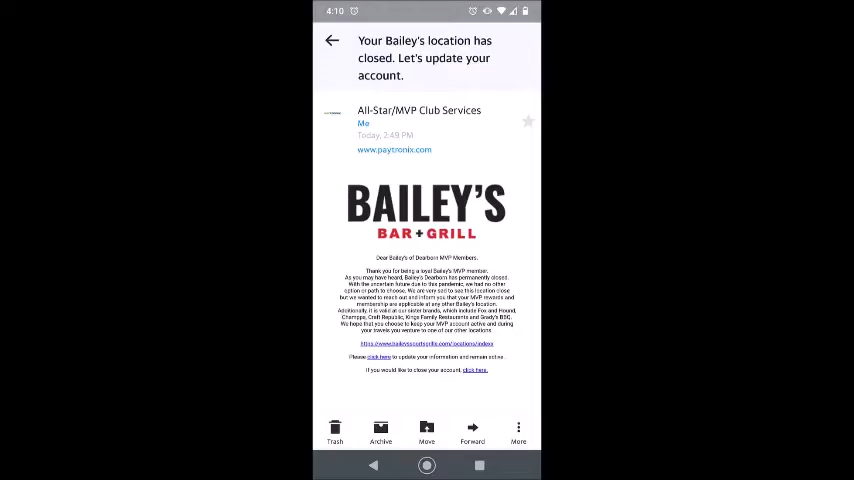 4:10
Your Bailey's location has
closed. Let's update your
account.
All-Star/MVP Club Services
Me
Today, 2:49 PM
www.paytronix.com
BAILEY'S
BAR+GRILL
Dear Bailey's of Dearborn MVP Members.
Thank you for being a loyal Bailey's MVP member.
As you may have heard, Bailey's Dearborn has permanently closed.
With the uncertain future due to this pandemic, we had no other
option or path to choose. We are very sad to see this location close
but we wanted to reach out and inform you that your MVP rewards and
membership are applicable at any other Bailey's location.
Additionally, it is valid at our sister brands, which include Fox and Hound,
Champps, Craft Republic, Kings Family Restaurants and Grady's BBQ.
We hope that you choose to keep your MVP account active and during
your travels you venture to one of our other locations.
https://www.baileyssportsgrille.com/locations/indexx
Please click here to update your information and remain active.
If you would like to close your account, click here.
Trash Archive Move Forward More